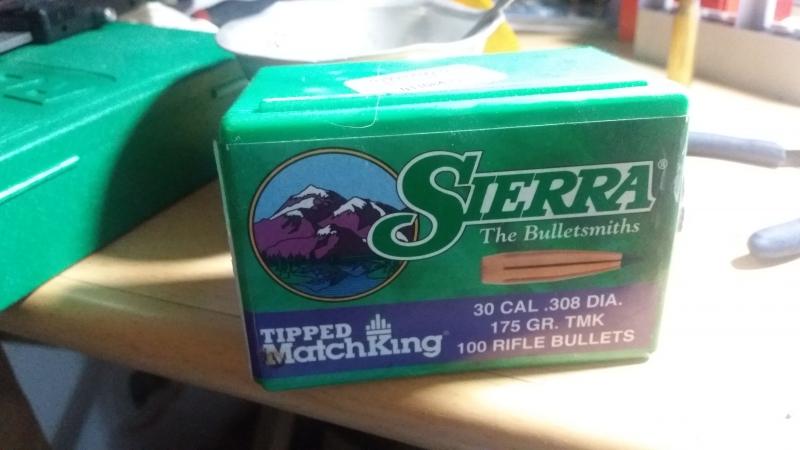 SIERRA®
The Bulletsmiths
TIPPED
MatchKing®
30 CAL .308 DIA.
175 GR. TMK
100 RIFLE BULLETS